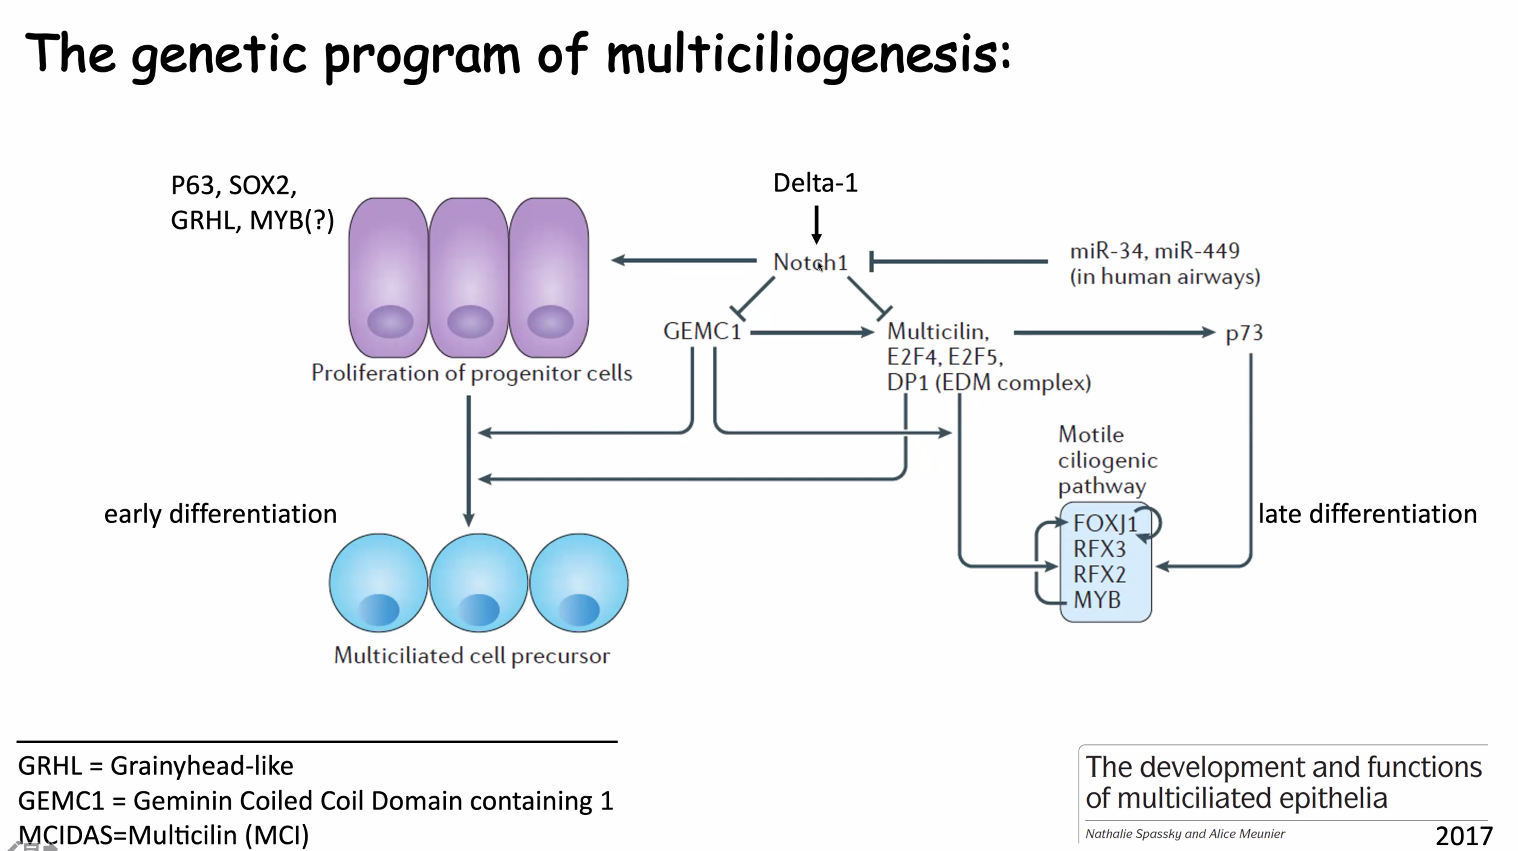 The genetic program of multiciliogenesis:
P63, SOX2,
GRHL, MYB(?)
Delta-1
Notch1
miR-34, miR-449
(in human airways)
GEMC1
Multicilin,
E2F4, E2F5,
DP1 (EDM complex)
p73
Proliferation of progenitor cells
Motile
ciliogenic
pathway
FOXJ1
RFX3
RFX2
MYB
early differentiation
late differentiation
Multiciliated cell precursor
GRHL = Grainyhead-like
GEMC1 = Geminin Coiled Coil Domain containing 1
MCIDAS=Multicilin (MCI)
The development and functions
of multiciliated epithelia
Nathalie Spassky and Alice Meunier
2017